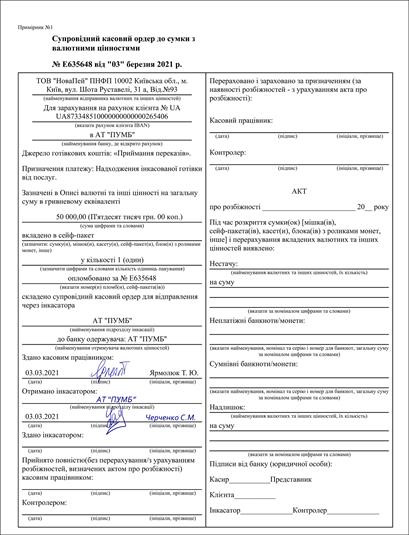 Примірник №1
Супровідний касовий ордер до сумки з
валютними цінностями
№ Е635648 від "03" березня 2021 р.
ТОВ "НоваПей" ПНФП 10002 Київська обл., м.
Київ, вул. Шота Руставелі, 31 а, Від.№93
(найменування відправника валютних та інших цінностей)
Для зарахування на рахунок клієнта № UA
UA873348510000000000000265406
(вказати рахунок клієнта IBAN)
в АТ "ПУМБ"
(найменування банку, де відкрито рахунок)
Джерело готівкових коштів: «Приймання переказів».
Призначення платежу: Надходження інкасованої готівки
від послуг.
Зазначені в Описі валютні та інші цінності на загальну
суму в гривневому еквіваленті
50 000,00 (П'ятдесят тисяч грн. 00 коп.)
(сума цифрами та словами)
вкладено в сейф-пакет
(зазначити: сумку(и), мішок(и), касету(и), сейф-пакет(и), блок(и) з роликами
монет, інше)
у кількості 1 (один)
(зазначити цифрами та словами кількість одиниць пакування)
опломбовано за № Е635648
(вказати номер(и) пломб(и), сейф-пакета(ів))
складено супровідний касовий ордер для відправлення
через інкасатора
АТ "ПУМБ"
(найменування підрозділу інкасації)
до банку одержувача: АТ "ПУМБ"
(найменування отримувача валютних цінностей)
Здано касовим працівником:
03.03.2021 Ярмолюк Т. Ю.
(дата) (підпис) (ініціали, прізвище)
Отримано інкасатором:
АТ "ПУМБ"
(найменування підрозділу інкасації)
03.03.2021 Черченко С.М.
(дата) (підпис) (ініціали, прізвище)
Здано інкасатором:
(дата) (підпис) (ініціали, прізвище)
Прийнято повністю(без перерахування/з урахуванням
розбіжностей, визначених актом про розбіжності)
касовим працівником:
(дата) (підпис) (ініціали, прізвище)
Контролером:
(дата) (підпис) (ініціали, прізвище)
Перераховано і зараховано за призначенням (за
наявності розбіжностей - з урахуванням акта про
розбіжності):
Касовий працівник:
(дата) (підпис) (ініціали, прізвище)
Контролер:
(дата) (підпис) (ініціали, прізвище)
АКТ
про розбіжності 20__ року
Під час розкриття сумки(ок) [мішка(ів),
сейф-пакета(ів), касет(и), блока(ів) з роликами монет,
інше] і перерахування вкладених валютних та інших
цінностей виявлено:
Нестачу:
(найменування валютних та інших цінностей, їх кількість)
на суму
(вказати за номіналом цифрами та словами)
Неплатіжні банкноти/монети:
(вказати найменування, номінал та серію і номер для банкнот, загальну суму
за номіналом цифрами та словами)
Сумнівні банкноти/монети:
(вказати найменування, номінал та серію і номер для банкнот, загальну суму
за номіналом цифрами та словами)
Надлишок:
(найменування валютних та інших цінностей, їх кількість)
на суму
(вказати за номіналом цифрами та словами)
Підписи від банку (юридичної особи):
Касир Представник
Клієнта
Інкасатор Контролер